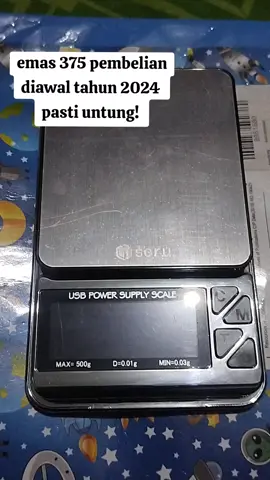 emas 375 pembelian
diawal tahun 2024
pasti untung!
seru
USB POWER SUPPLY SCALE
MAX= 500g D=0.01g MIN=0.03g
M